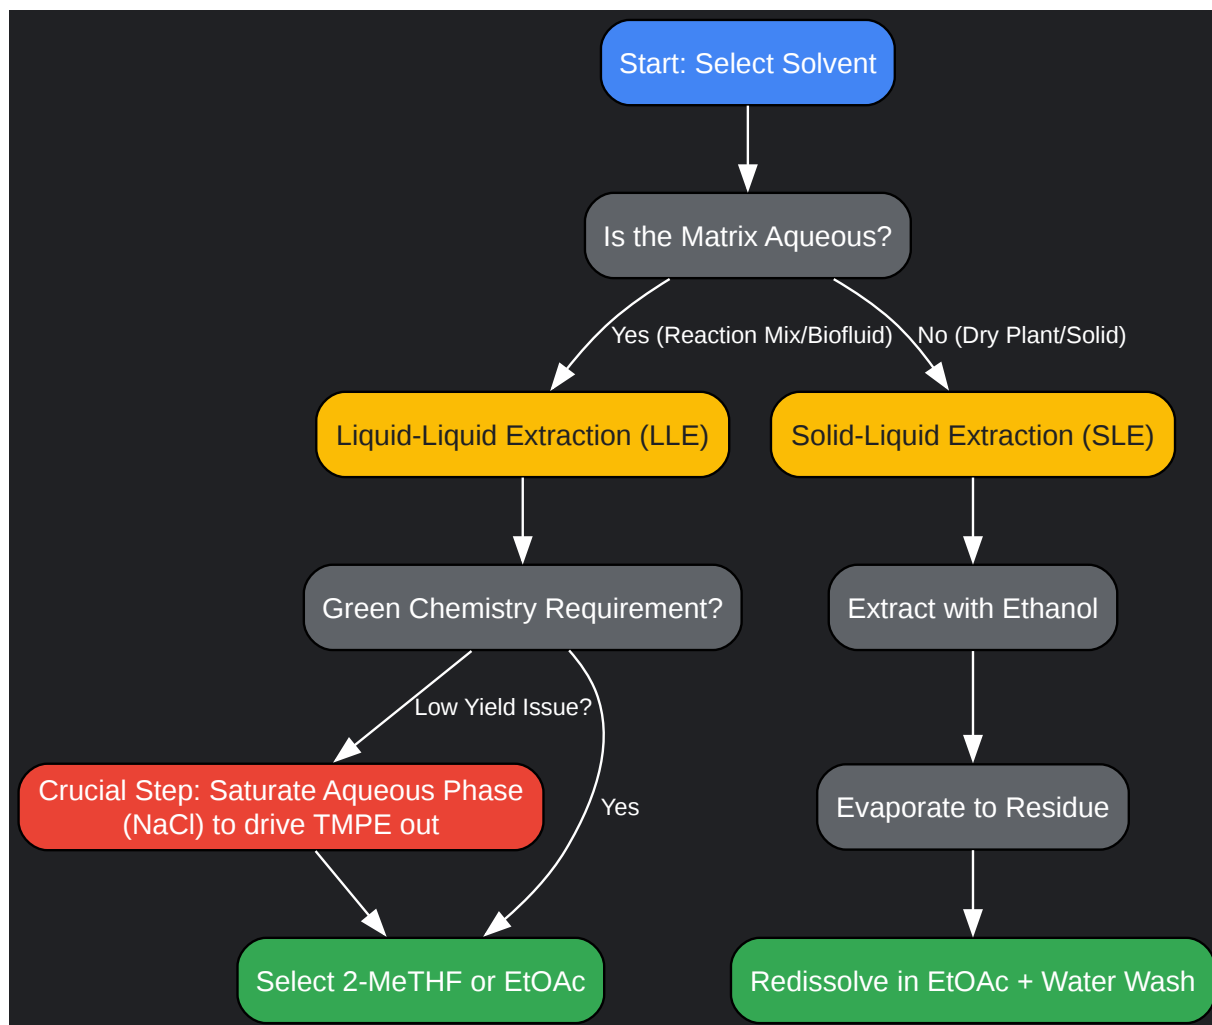 Start: Select Solvent
Is the Matrix Aqueous?
Yes (Reaction Mix/Biofluid)
No (Dry Plant/Solid)
Liquid-Liquid Extraction (LLE)
Solid-Liquid Extraction (SLE)
Green Chemistry Requirement?
Extract with Ethanol
Low Yield Issue?
Crucial Step: Saturate Aqueous Phase
(NaCl) to drive TMPE out
Yes
Evaporate to Residue
Select 2-MeTHF or EtOAc
Redissolve in EtOAc + Water Wash